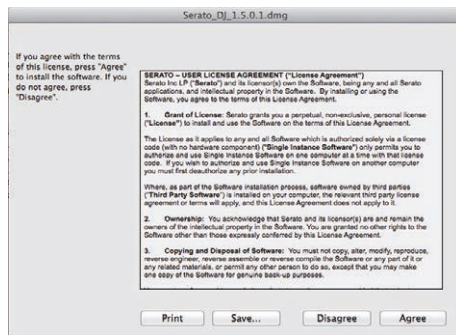 Serato_DJ_1.5.0.1.dmg
If you agree with the terms
of this license, press "Agree"
to install the software. If you
do not agree, press
"Disagree".
SERATO – USER LICENSE AGREEMENT ("License Agreement")
Serato Inc LP ("Serato") and its licensor(s) own the Software, being any and all Serato
applications, and intellectual property in the Software. By installing or using the
Software, you agree to the terms of this License Agreement.
1. Grant of License: Serato grants you a perpetual, non-exclusive, personal license
("License") to install and use the Software on the terms of this License Agreement.
The License as it applies to any and all Software which is authorized solely via a license
code (with no hardware component) ("Single Instance Software") only permits you to
authorize and use Single Instance Software on one computer at a time with that license
code. If you wish to authorize and use Single Instance Software on another computer
you must first deauthorize any prior installation.
Where, as part of the Software installation process, software owned by third parties
("Third Party Software") is installed on your computer, the relevant third party license
agreement or terms will apply, and this License Agreement does not apply to it.
2. Ownership: You acknowledge that Serato and its licensor(s) are and remain the
owners of the intellectual property in the Software. You are granted no other rights to the
Software other than those expressly conferred by this License Agreement.
3. Copying and Disposal of Software: You must not copy, alter, modify, reproduce,
reverse engineer, reverse assemble or reverse compile the Software or any part of it or
any related materials, or permit any other person to do so, except that you may make
one copy of the Software for genuine back-up purposes.
Print
Save...
Disagree
Agree